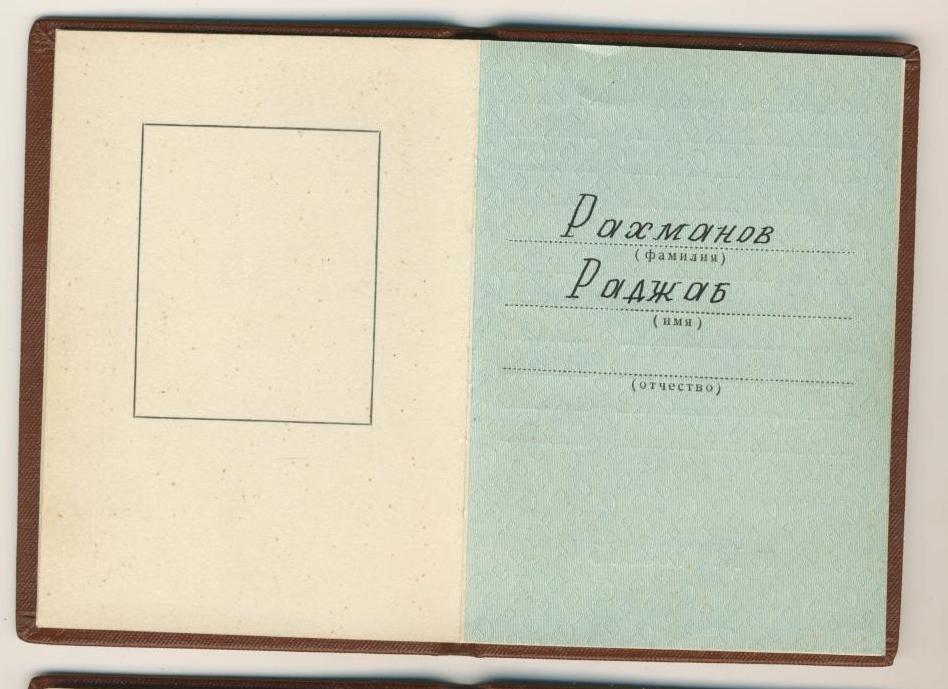 Рахманов
(фамилия)
Раджаб
(имя)
(отчество)